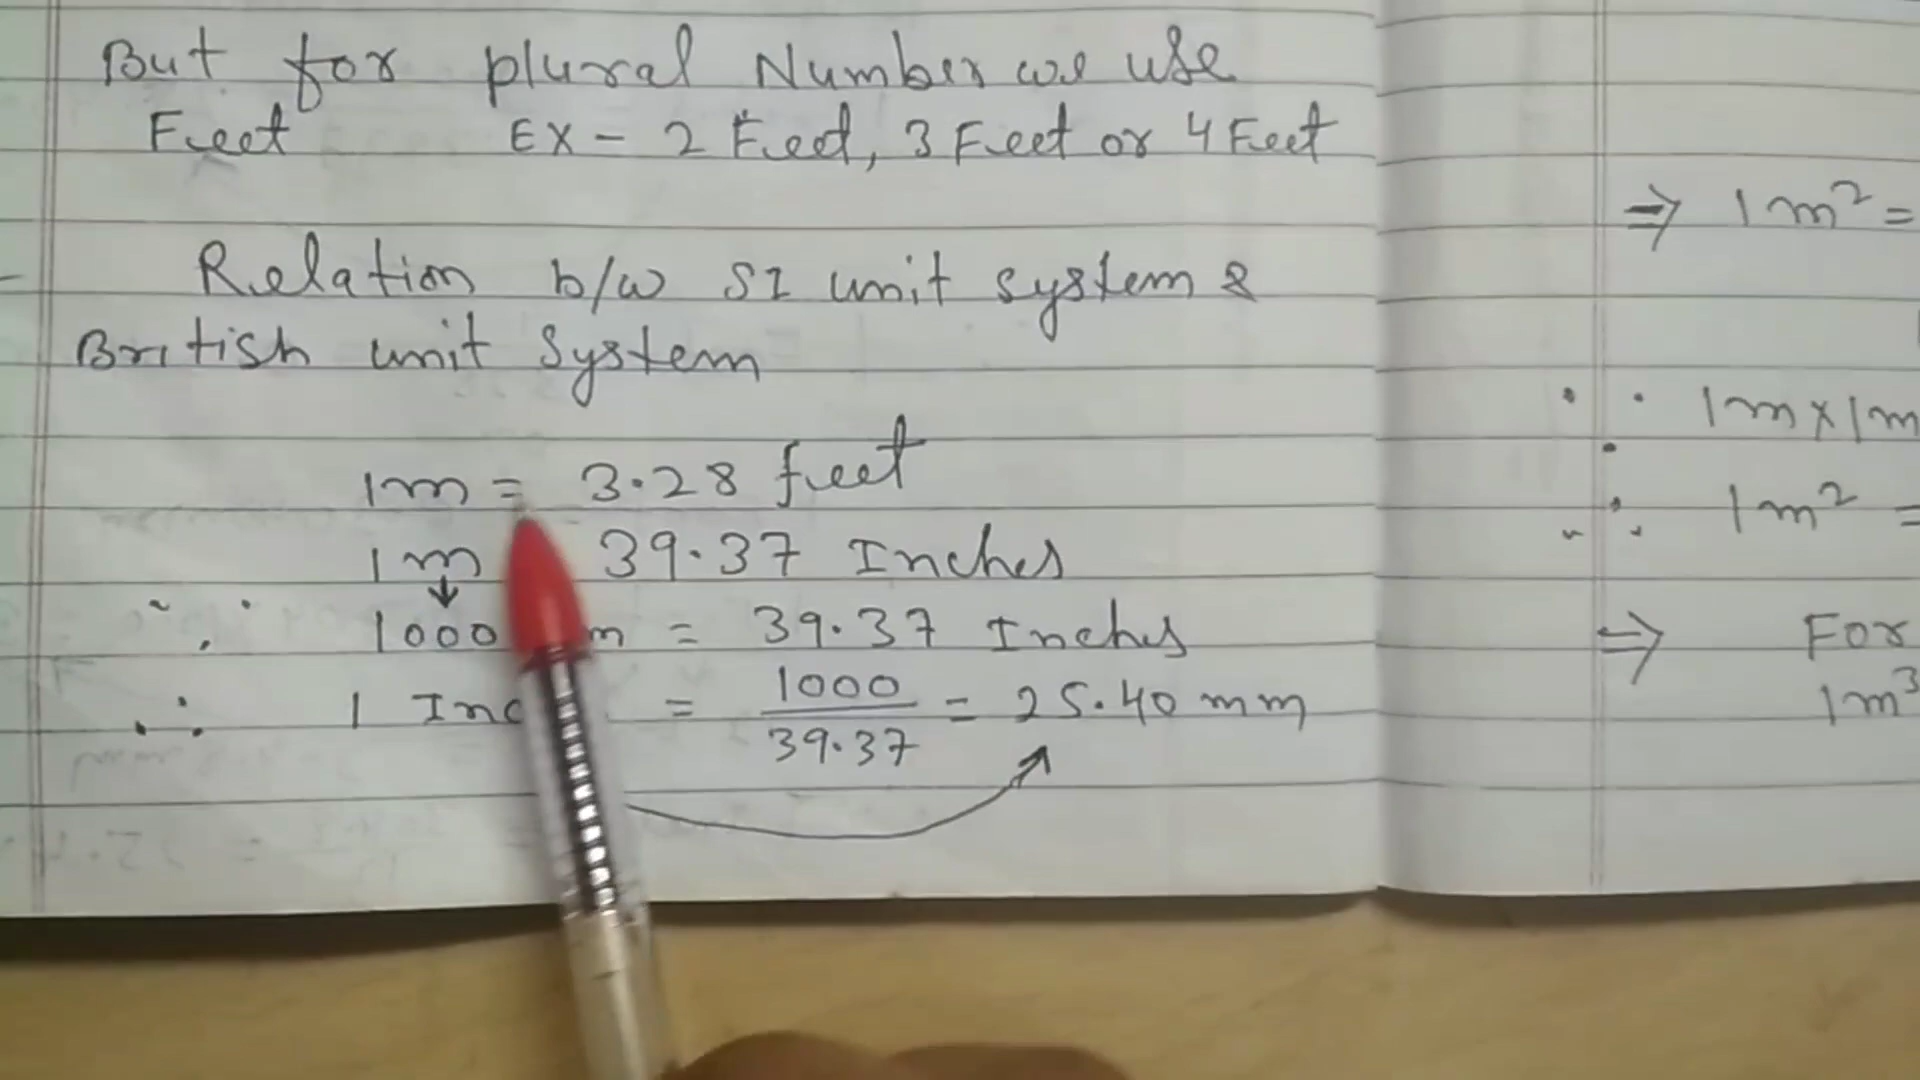 But for plural Number we use
Feet EX - 2 Feet, 3 Feet or 4 Feet
Relation b/w SI unit system &
British unit System
1m = 3.28 feet
1m 39.37 Inches
∵ 1000 m = 39.37 Inches
∴ 1 Inc = 1000/39.37 = 25.40 mm
⇒ 1m² =
∵ 1m x 1m
∴ 1m² =
⇒ For
1m³